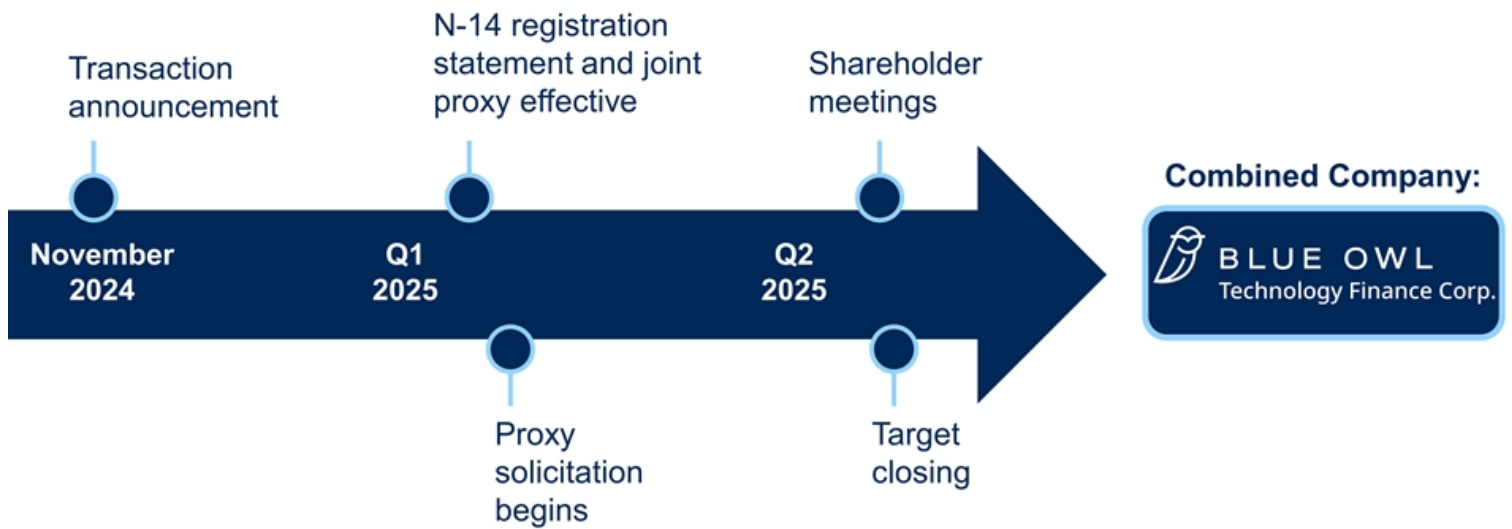 Transaction
announcement
N-14 registration
statement and joint
proxy effective
Shareholder
meetings
November
2024
Q1
2025
Q2
2025
Proxy
solicitation
begins
Target
closing
Combined Company:
BLUE OWL
Technology Finance Corp.